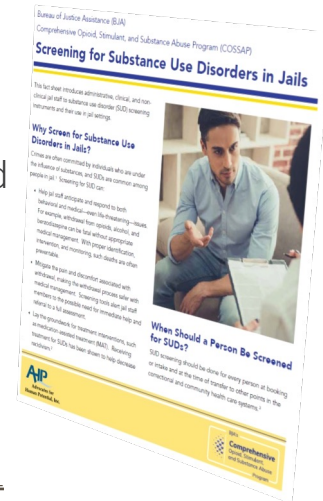 Bureau of Justice Assistance (BJA)
Comprehensive Opioid, Stimulant, and Substance Abuse Program (COSSAP)
Screening for Substance Use Disorders in Jails
This fact sheet introduces administrative, clinical, and non-
clinical jail staff to substance use disorder (SUD) screening
instruments and their use in jail settings.
Why Screen for Substance Use
Disorders in Jails?
Crimes are often committed by individuals who are under
the influence of substances, and SUDs are common among
people in jail.¹ Screening for SUD can:
• Help jail staff anticipate and respond to both
behavioral and medical—even life-threatening—issues.
For example, withdrawal from opioids, alcohol, and
benzodiazepine can be fatal without appropriate
medical management. With proper identification,
intervention, and monitoring, such deaths are often
preventable.
• Mitigate the pain and discomfort associated with
withdrawal, making the withdrawal process safer with
medical management. Screening tools alert jail staff
members to the possible need for immediate help and
referral to a full assessment.
• Lay the groundwork for treatment interventions, such
as medication-assisted treatment (MAT). Receiving
treatment for SUDs has been shown to help decrease
recidivism.²
When Should a Person Be Screened
for SUDs?
SUD screening should be done for every person at booking
or intake and at the time of transfer to other points in the
correctional and community health care systems.³
AHP
Advocates for
Human Potential, Inc.
BJA's
Comprehensive
Opioid, Stimulant,
and Substance Abuse
Program